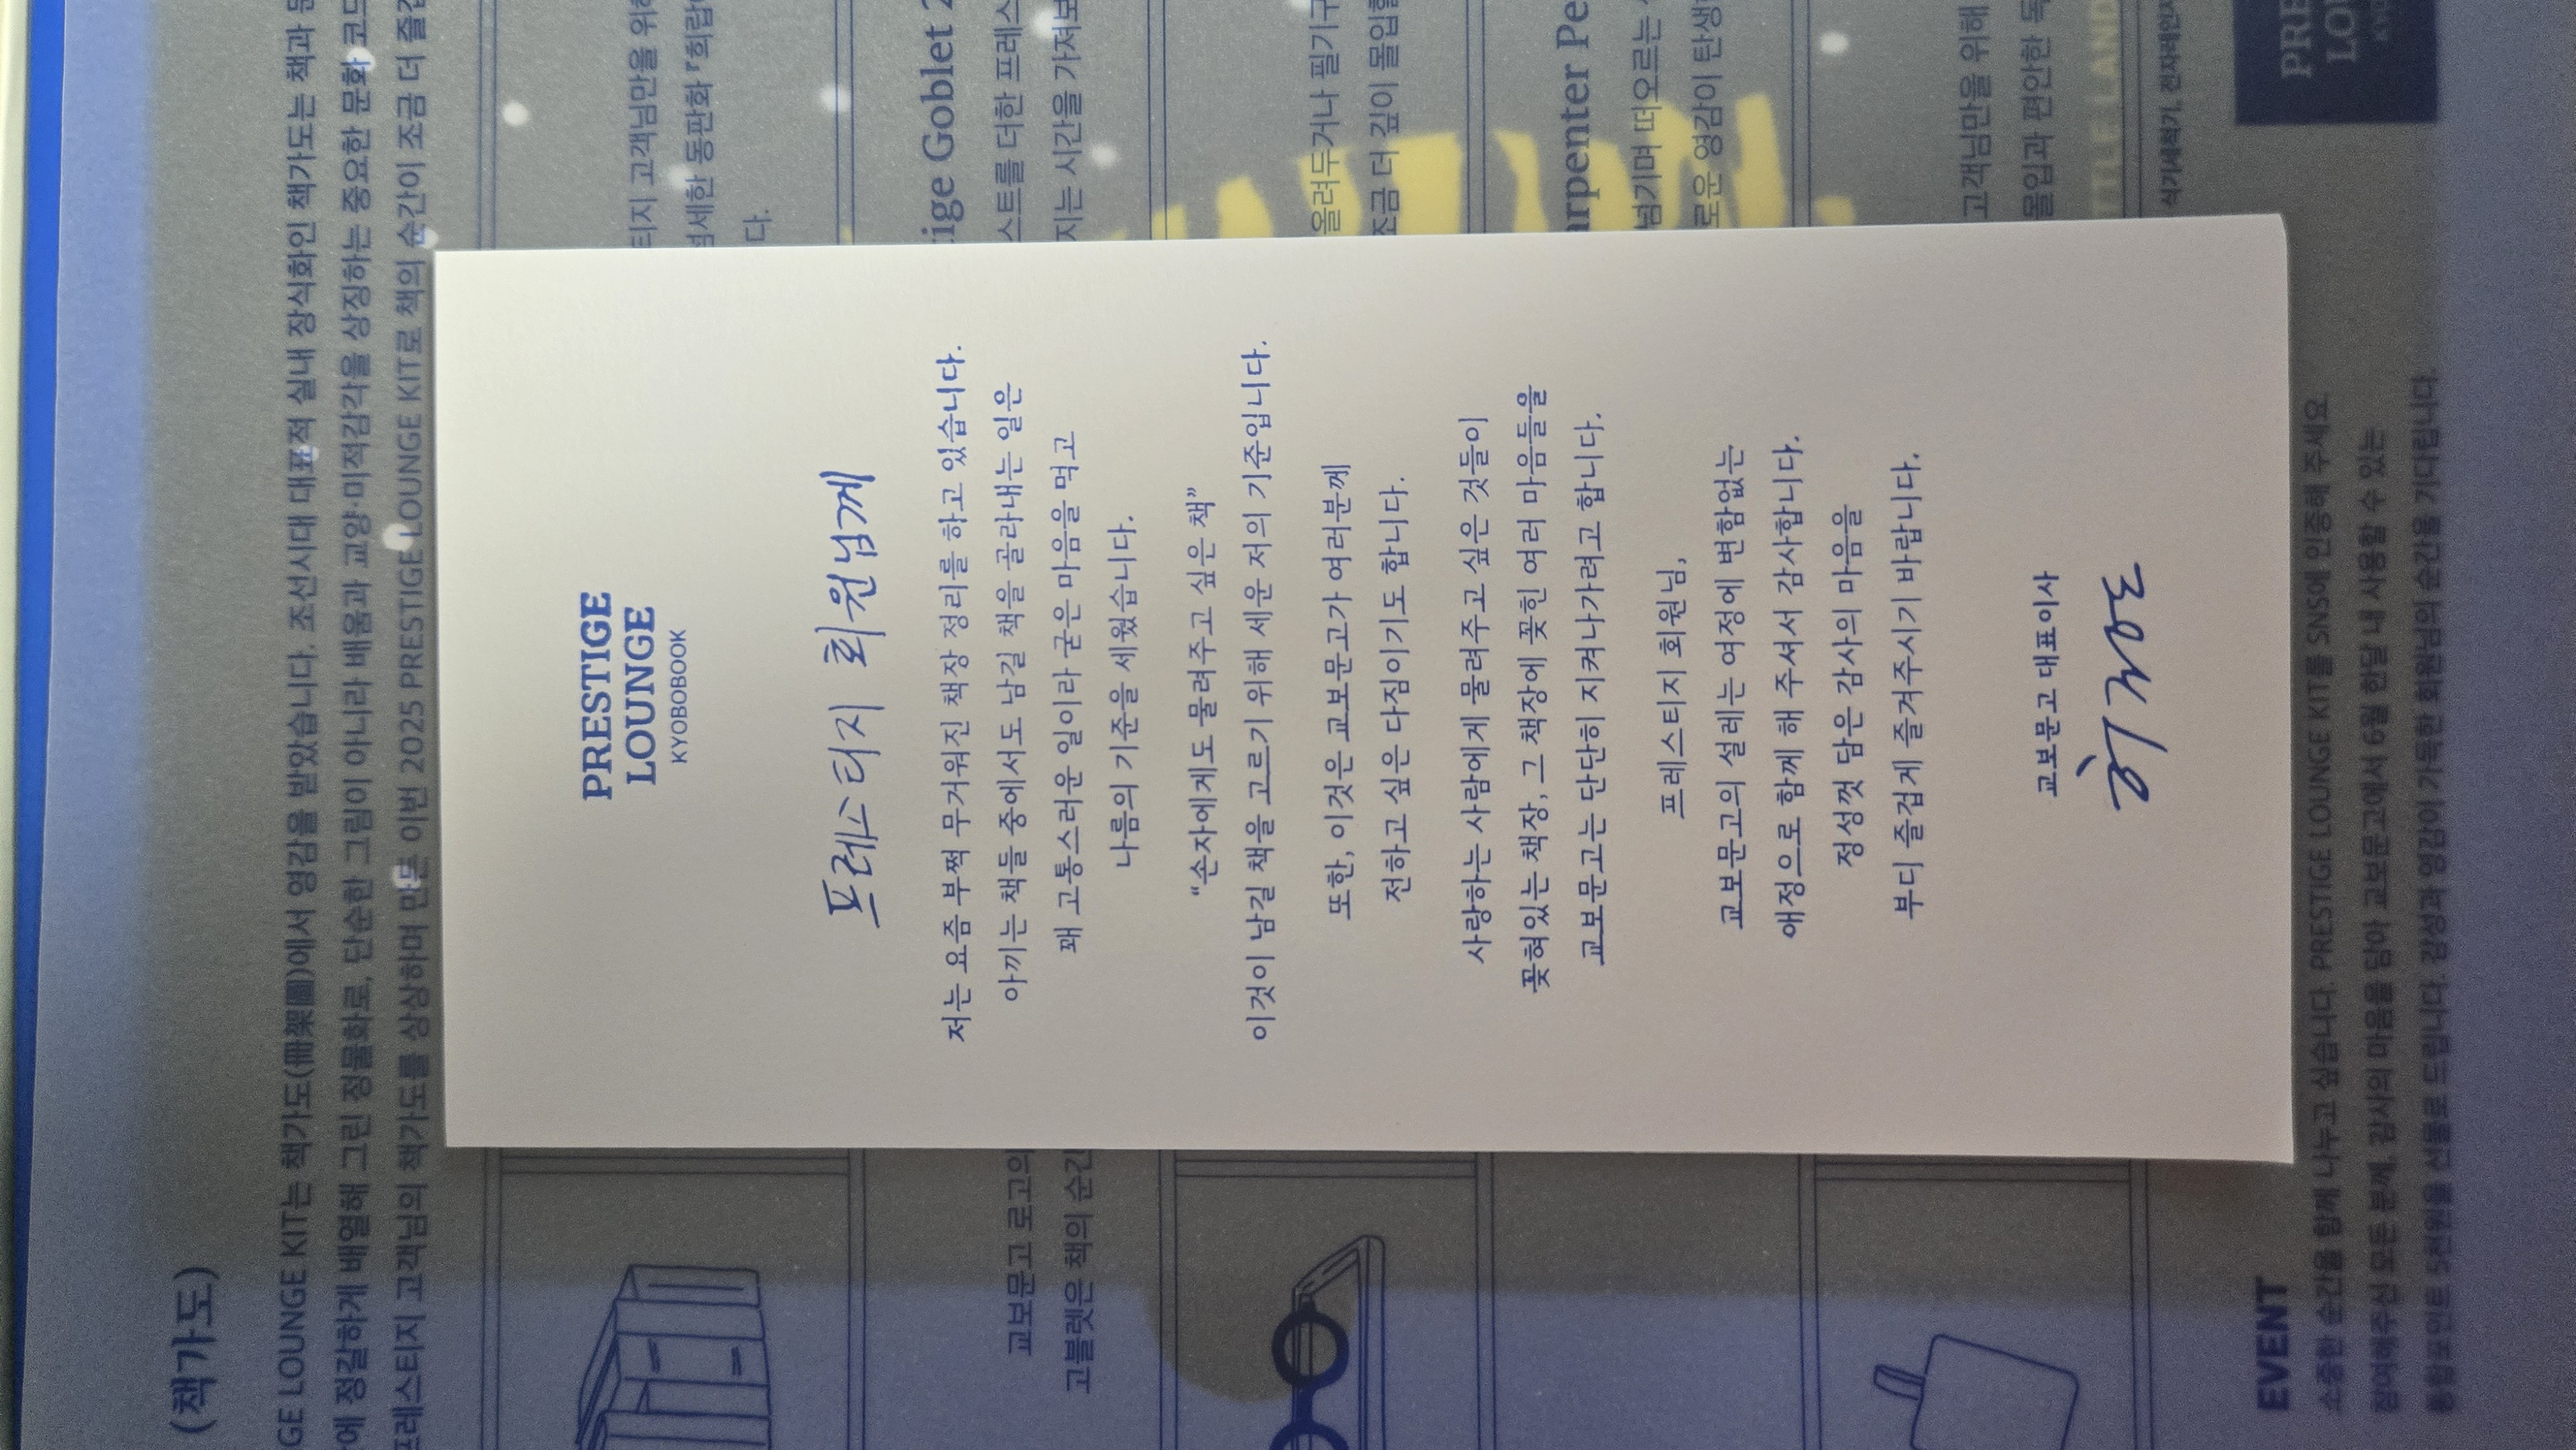 (책가도)
GE LOUNGE KIT는 책가도(冊架圖)에서 영감을 받았습니다. 조선시대 대표적 실내 장식화인 책가도는 책과
에 정갈하게 배열해 그린 정물화로, 단순한 그림이 아니라 배움과 교양·미적감각을 상징하는 중요한 문화 코드
프레스티지 고객님의 책가도를 상상하며 만든 이번 2025 PRESTIGE LOUNGE KIT로 책의 순간이 조금 더
PRESTIGE
LOUNGE
KYOBOBOOK
프레스티지 회원님께
저는 요즘 부쩍 무거워진 책장 정리를 하고 있습니다.
아끼는 책들 중에서도 남길 책을 골라내는 일은
꽤 고통스러운 일이라 굳은 마음을 먹고
나름의 기준을 세웠습니다.
“손자에게도 물려주고 싶은 책”
이것이 남길 책을 고르기 위해 세운 저의 기준입니다.
또한, 이것은 교보문고가 여러분께
전하고 싶은 다짐이기도 합니다.
사랑하는 사람에게 물려주고 싶은 것들이
꽂혀있는 책장, 그 책장에 꽂힌 여러 마음들을
교보문고는 단단히 지켜나가려고 합니다.
프레스티지 회원님,
교보문고의 설레는 여정에 변함없는
애정으로 함께 해 주셔서 감사합니다.
정성껏 담은 감사의 마음을
부디 즐겁게 즐겨주시기 바랍니다.
교보문고 대표이사
교보문고 로고의
고블렛은 책의 순간
티지 고객님만을 위해
섬세한 동판화 『희랍
다.
tige Goblet 2
스트를 더한 프레스
지는 시간을 가져보
올려두거나 필기구
조금 더 깊이 몰입할
arpenter Pe
넘기며 떠오르는
로운 영감이 탄생
고객님만을 위해
몰입과 편안한 독
TTLE LAND
식기세척기, 전자레인지
EVENT
소중한 순간을 함께 나누고 싶습니다. PRESTIGE LOUNGE KIT를 SNS에 인증해 주세요.
참여해주신 모든 분께, 감사의 마음을 담아 교보문고에서 6월 한달 내 사용할 수 있는
통합포인트 5천원을 선물로 드립니다. 감성과 영감이 가득한 회원님의 순간을 기다립니다.
PRE
LOU
KYO